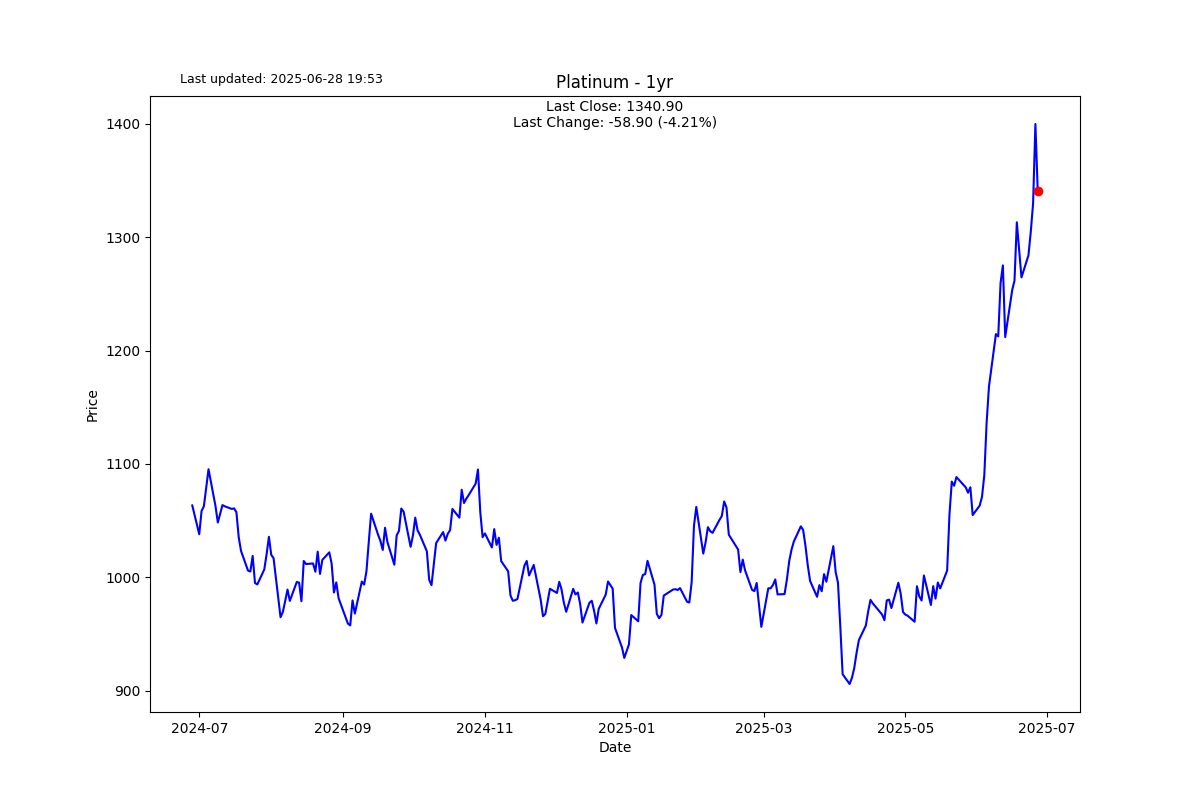 Last updated: 2025-06-28 19:53
Platinum - 1yr
Last Close: 1340.90
Last Change: -58.90 (-4.21%)
1400
1300
1200
1100
1000
900
Price
2024-07
2024-09
2024-11
2025-01
2025-03
2025-05
2025-07
Date